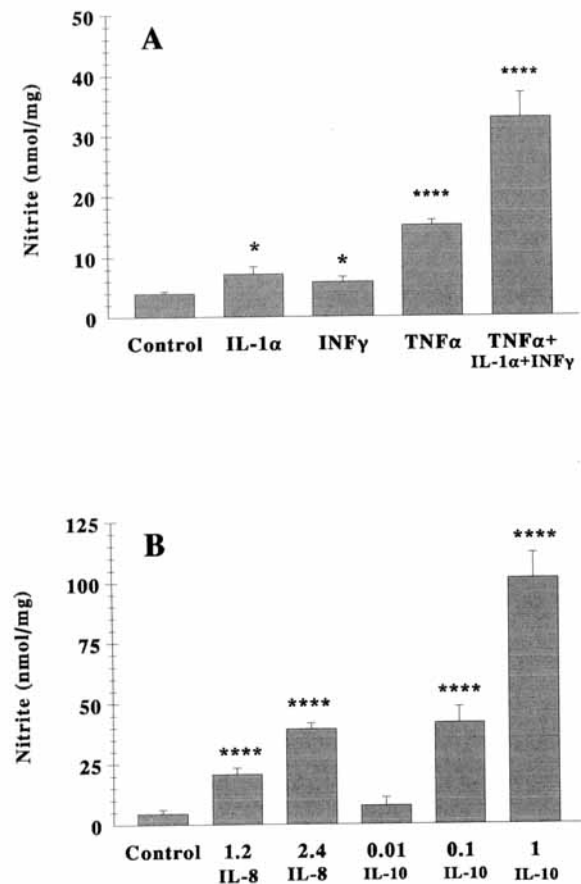 A
Nitrite (nmol/mg)
50
40
30
20
10
0
*
*
****
****
Control IL-1α INFγ TNFα TNFα+
IL-1α+INFγ
B
Nitrite (nmol/mg)
125
100
75
50
25
0
****
****
****
****
Control 1.2 2.4 0.01 0.1 1
IL-8 IL-8 IL-10 IL-10 IL-10